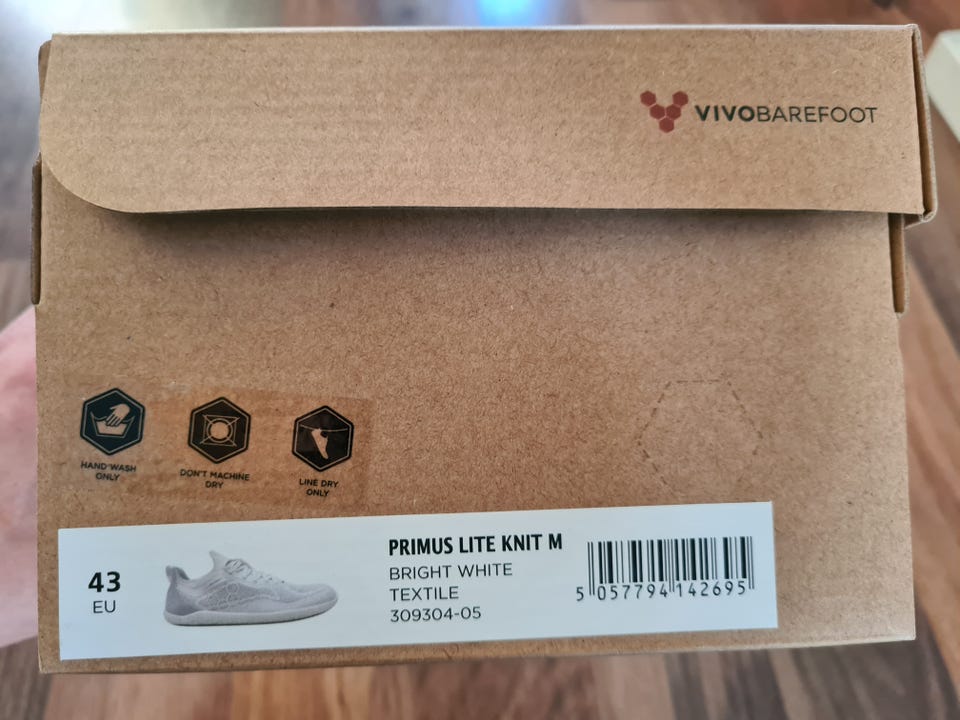 VIVOBAREFOOT
HAND WASH
ONLY
DON'T MACHINE
DRY
LINE DRY
ONLY
43
EU
PRIMUS LITE KNIT M
BRIGHT WHITE
TEXTILE
309304-05
5 057794 142695